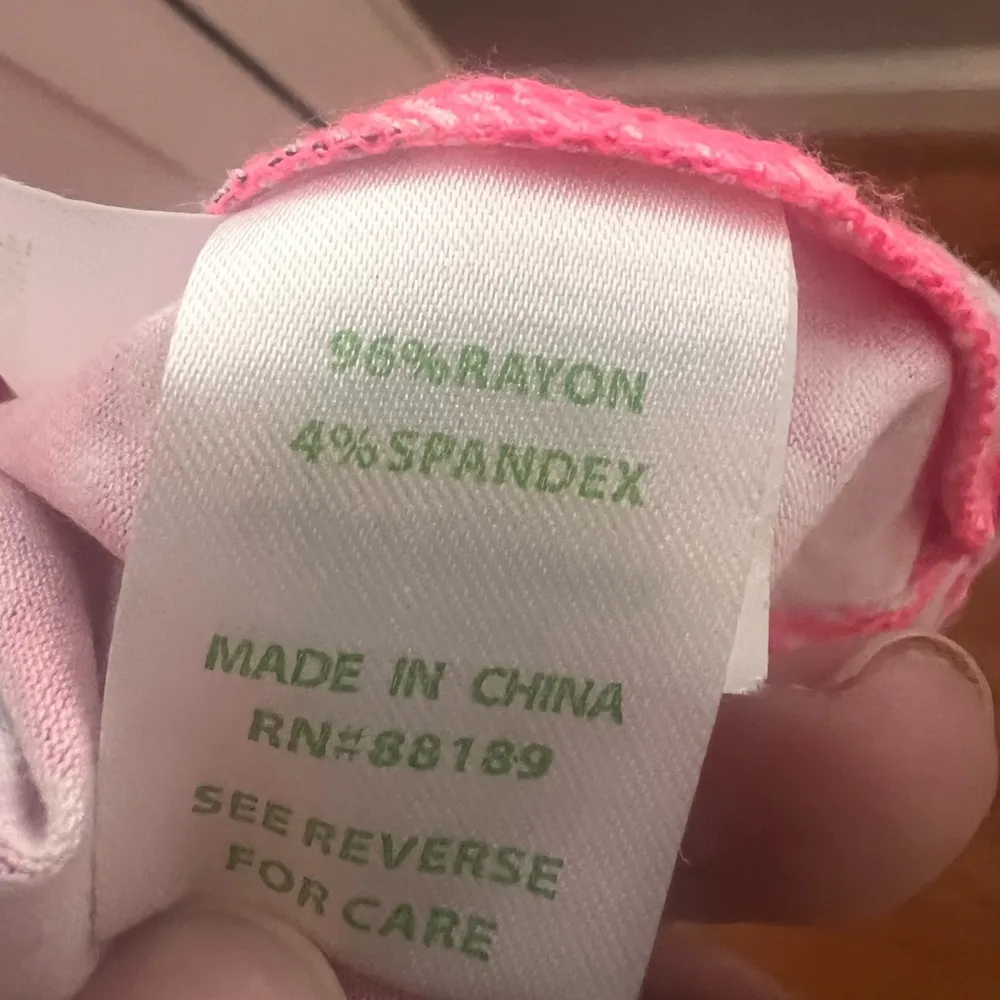 96%RAYON
4%SPANDEX
MADE IN CHINA
RN#88189
SEE REVERSE
FOR CARE